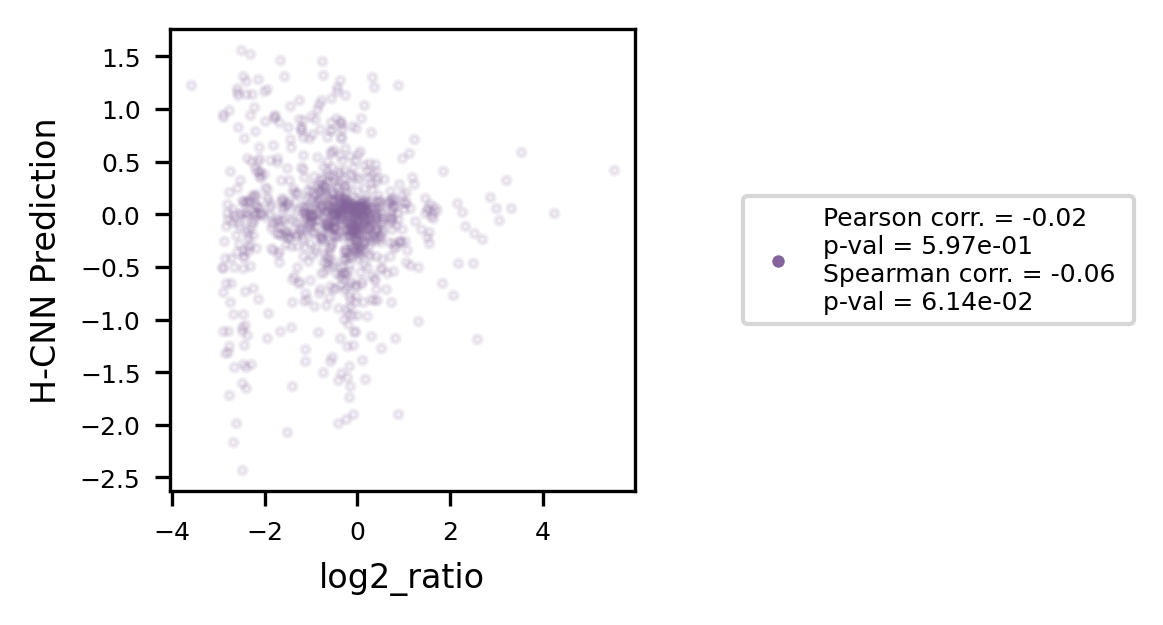 H-CNN Prediction
1.5
1.0
0.5
0.0
−0.5
−1.0
−1.5
−2.0
−2.5
−4 −2 0 2 4
log2_ratio
Pearson corr. = -0.02
p-val = 5.97e-01
Spearman corr. = -0.06
p-val = 6.14e-02